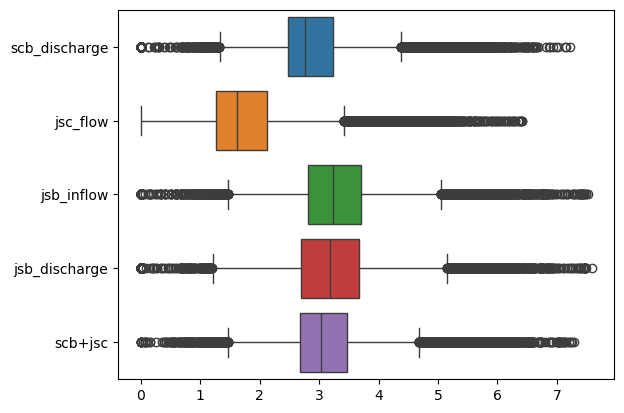 scb_discharge
jsc_flow
jsb_inflow
jsb_discharge
scb+jsc
0 1 2 3 4 5 6 7